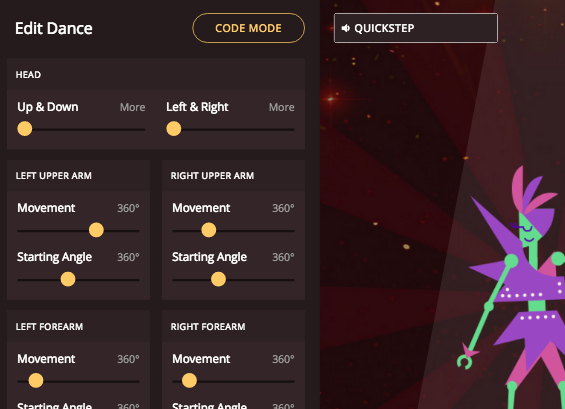 Edit Dance
CODE MODE
QUICKSTEP
HEAD
Up & Down More
Left & Right More
LEFT UPPER ARM
Movement 360°
Starting Angle 360°
RIGHT UPPER ARM
Movement 360°
Starting Angle 360°
LEFT FOREARM
Movement 360°
Starting Angle 360°
RIGHT FOREARM
Movement 360°
Starting Angle 360°